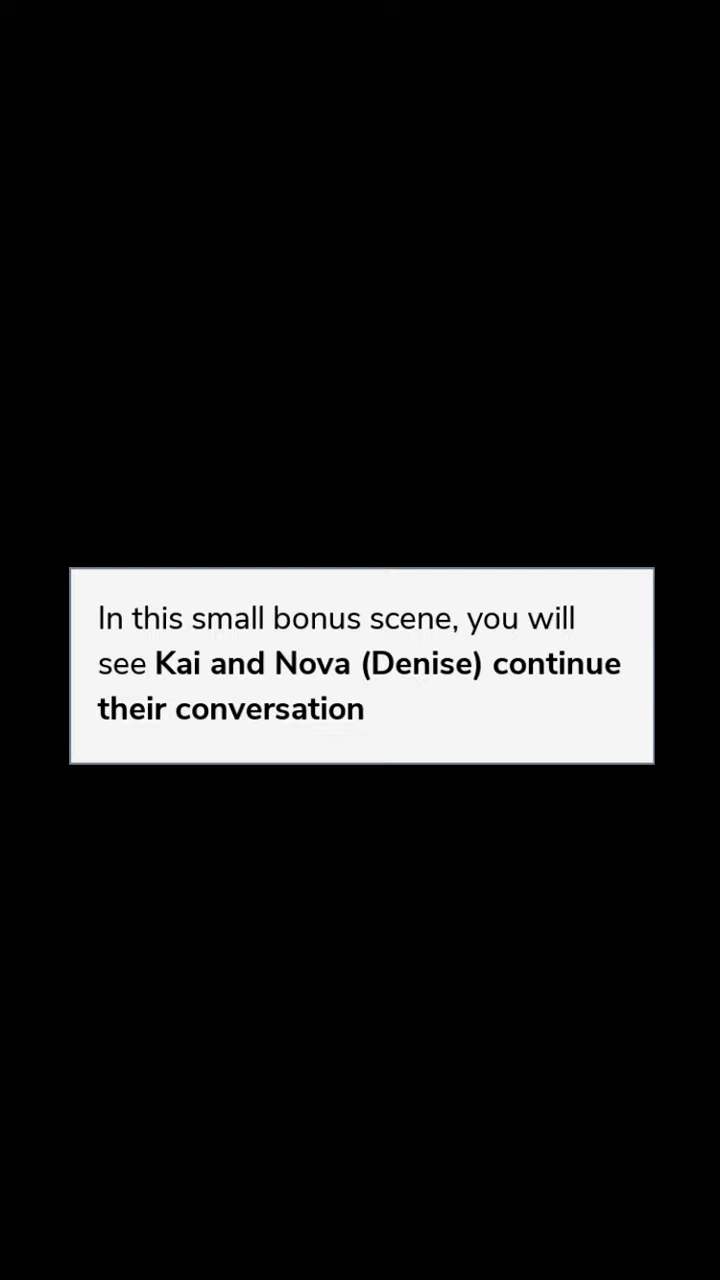 In this small bonus scene, you will
see Kai and Nova (Denise) continue
their conversation